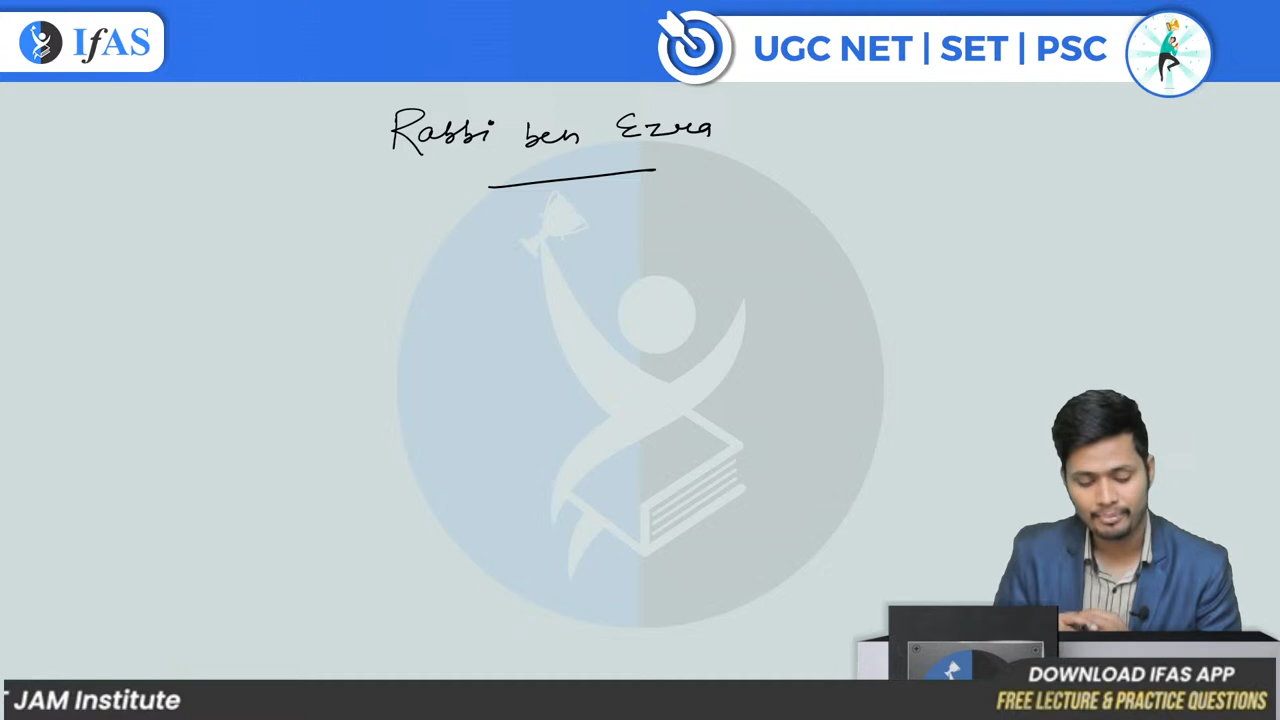 IfAS
UGC NET | SET | PSC
Rabbi ben Ezra
DOWNLOAD IFAS APP
JAM Institute
FREE LECTURE & PRACTICE QUESTIONS